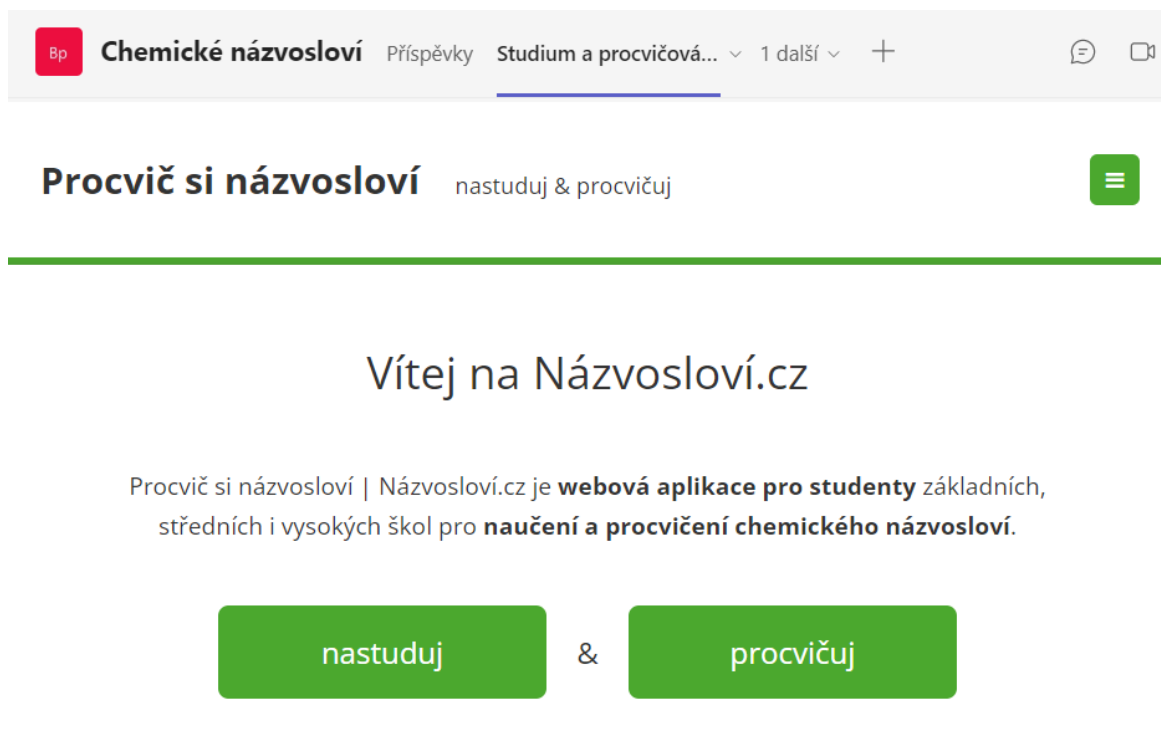 Bp Chemické názvosloví Příspěvky Studium a procvičová... 1 další
Procvič si názvosloví nastuduj & procvičuj
Vítej na Názvosloví.cz
Procvič si názvosloví | Názvosloví.cz je webová aplikace pro studenty základních,
středních i vysokých škol pro naučení a procvičení chemického názvosloví.
nastuduj & procvičuj